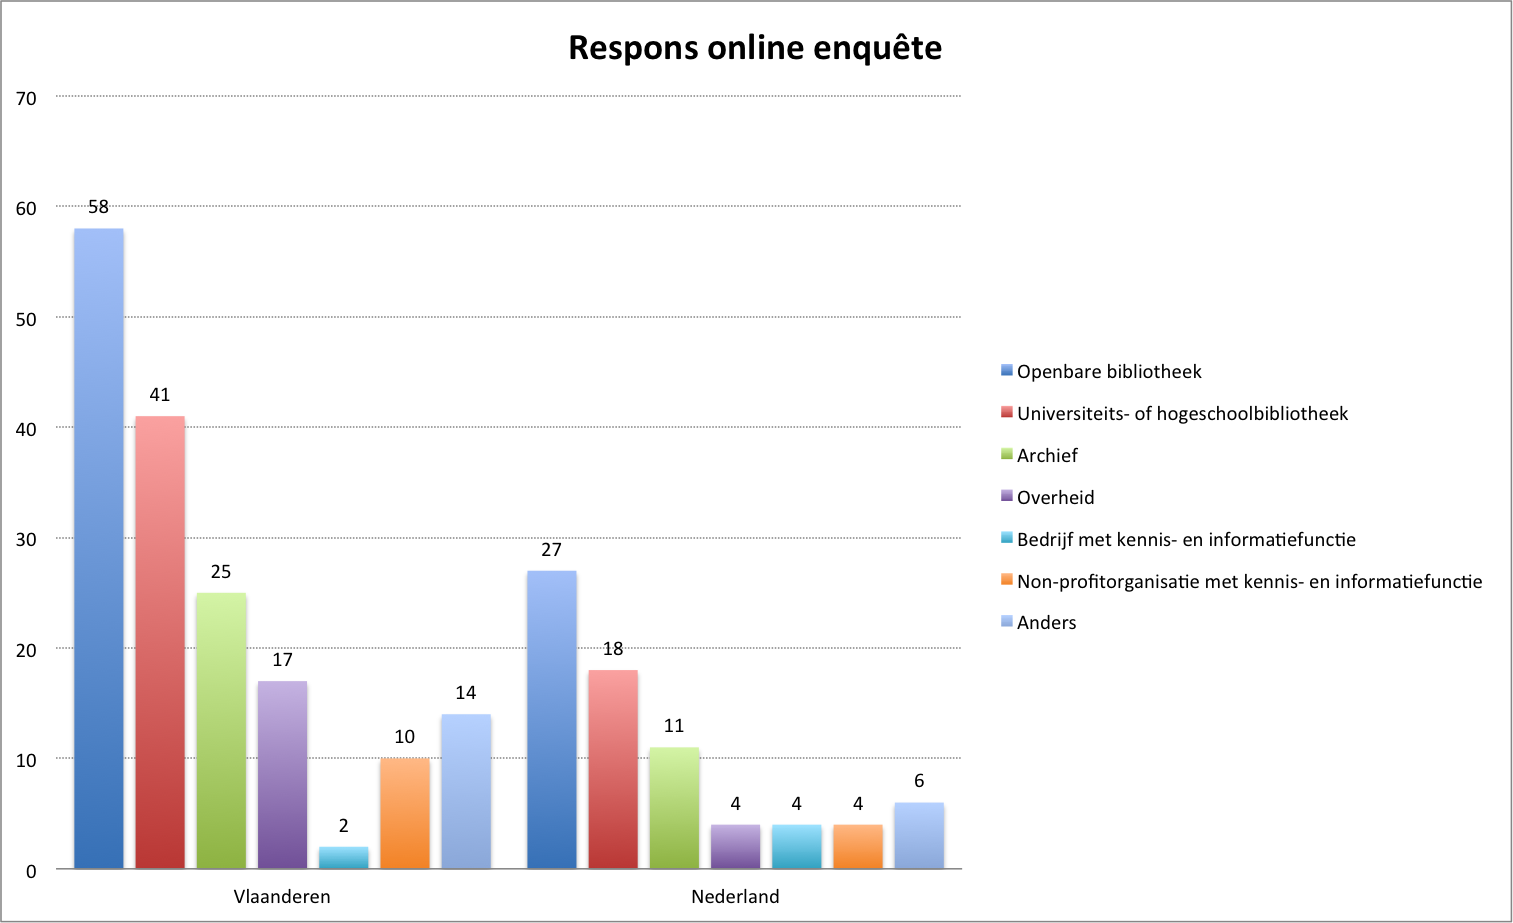 Respons online enquête
70
60
50
40
30
20
10
0
58
41
25
17
2
10
14
27
18
11
4
4
4
6
Vlaanderen
Nederland
Openbare bibliotheek
Universiteits- of hogeschoolbibliotheek
Archief
Overheid
Bedrijf met kennis- en informatiefunctie
Non-profitorganisatie met kennis- en informatiefunctie
Anders